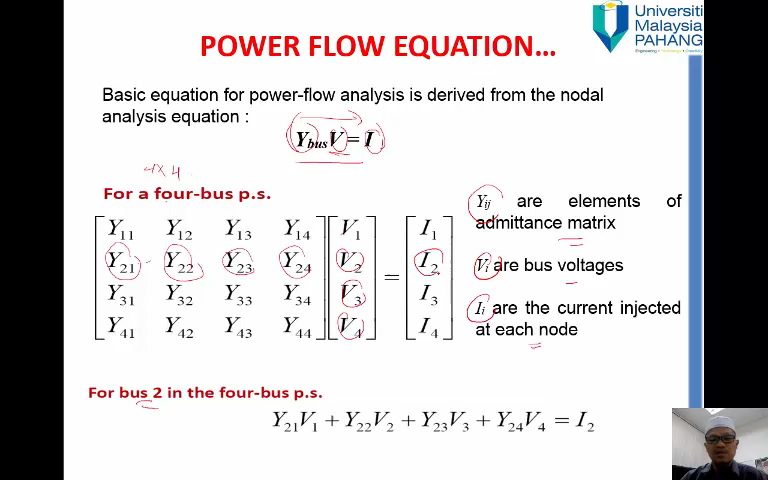 Universiti
Malaysia
PAHANG
POWER FLOW EQUATION...
Basic equation for power-flow analysis is derived from the nodal
analysis equation :
Y_bus V = I
4 x 4
For a four-bus p.s.
Y11 Y12 Y13 Y14 V1 I1
Y21 Y22 Y23 Y24 V2 = I2
Y31 Y32 Y33 Y34 V3 I3
Y41 Y42 Y43 Y44 V4 I4
Yij are elements of
admittance matrix
Vi are bus voltages
Ii are the current injected
at each node
For bus 2 in the four-bus p.s.
Y21V1 + Y22V2 + Y23V3 + Y24V4 = I2